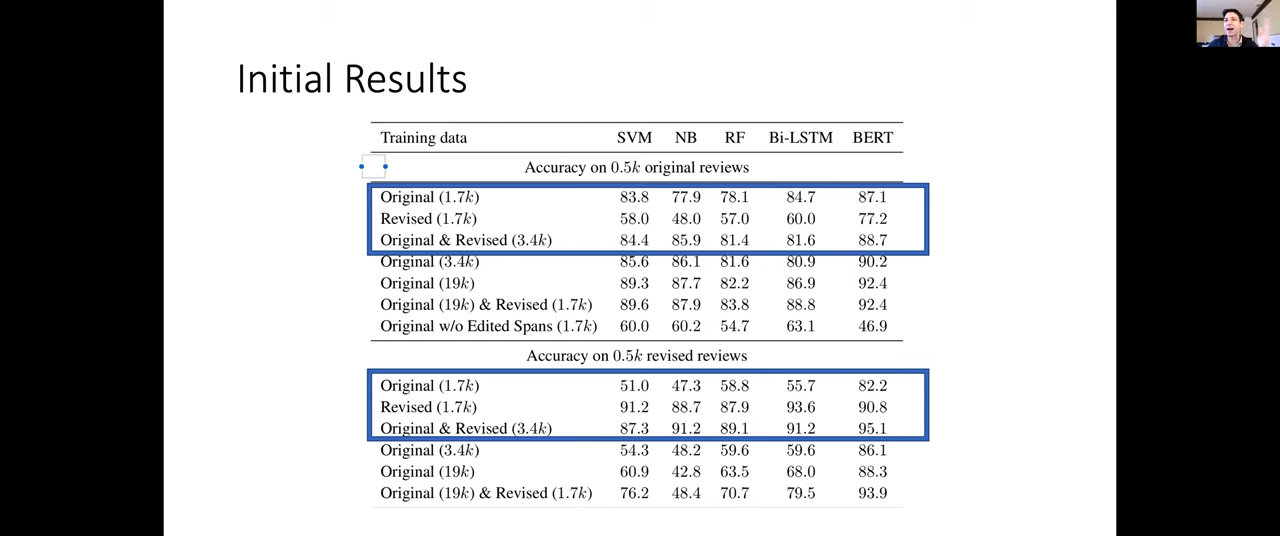 Initial Results
Training data SVM NB RF Bi-LSTM BERT
Accuracy on 0.5k original reviews
Original (1.7k) 83.8 77.9 78.1 84.7 87.1
Revised (1.7k) 58.0 48.0 57.0 60.0 77.2
Original & Revised (3.4k) 84.4 85.9 81.4 81.6 88.7
Original (3.4k) 85.6 86.1 81.6 80.9 90.2
Original (19k) 89.3 87.7 82.2 86.9 92.4
Original (19k) & Revised (1.7k) 89.6 87.9 83.8 88.8 92.4
Original w/o Edited Spans (1.7k) 60.0 60.2 54.7 63.1 46.9
Accuracy on 0.5k revised reviews
Original (1.7k) 51.0 47.3 58.8 55.7 82.2
Revised (1.7k) 91.2 88.7 87.9 93.6 90.8
Original & Revised (3.4k) 87.3 91.2 89.1 91.2 95.1
Original (3.4k) 54.3 48.2 59.6 59.6 86.1
Original (19k) 60.9 42.8 63.5 68.0 88.3
Original (19k) & Revised (1.7k) 76.2 48.4 70.7 79.5 93.9